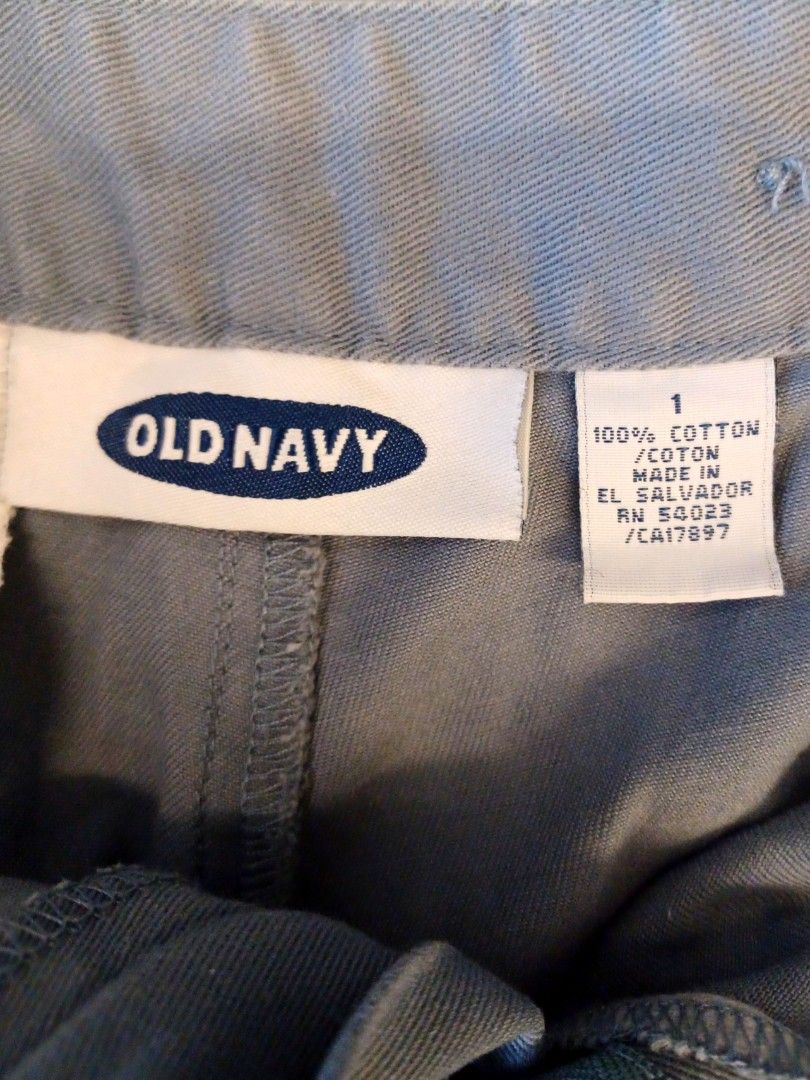 OLD NAVY
1
100% COTTON
/COTON
MADE IN
EL SALVADOR
RN 54023
/CA17897